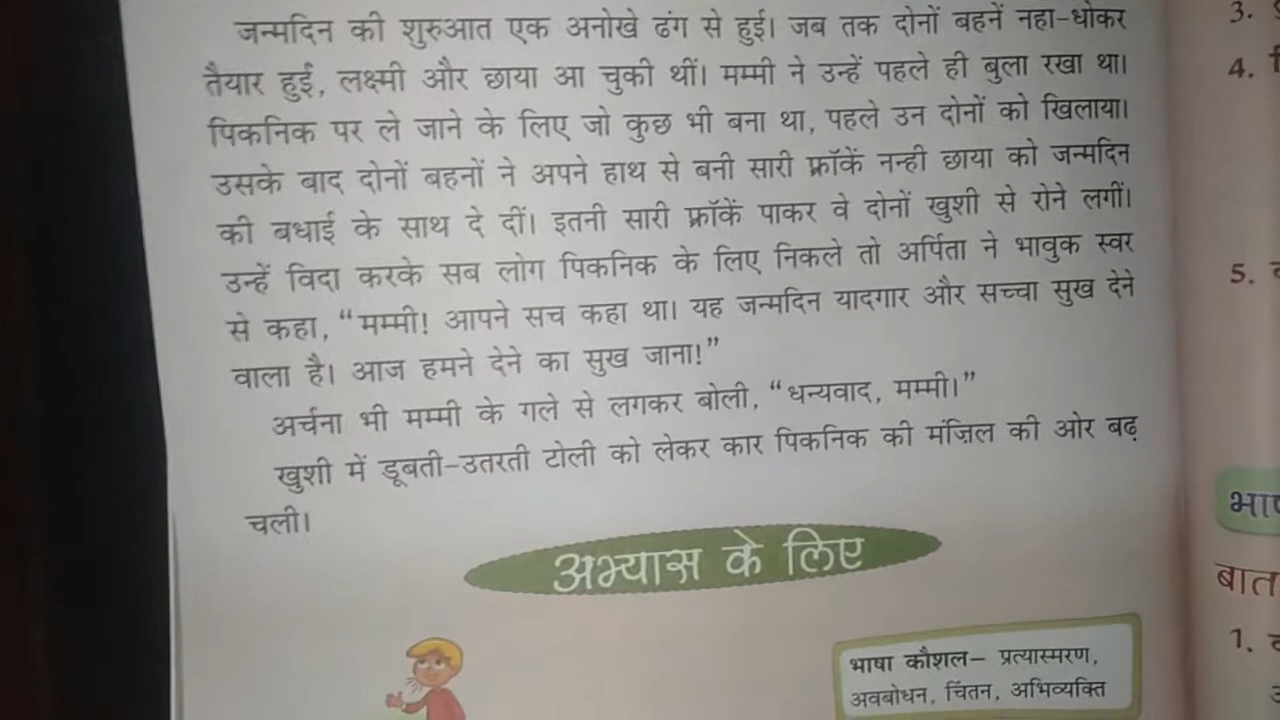 जन्मदिन की शुरुआत एक अनोखे ढंग से हुई। जब तक दोनों बहनें नहा-धोकर
तैयार हुईं, लक्ष्मी और छाया आ चुकी थीं। मम्मी ने उन्हें पहले ही बुला रखा था।
पिकनिक पर ले जाने के लिए जो कुछ भी बना था, पहले उन दोनों को खिलाया।
उसके बाद दोनों बहनों ने अपने हाथ से बनी सारी फ्रॉकें नन्ही छाया को जन्मदिन
की बधाई के साथ दे दीं। इतनी सारी फ्रॉकें पाकर वे दोनों खुशी से रोने लगीं।
उन्हें विदा करके सब लोग पिकनिक के लिए निकले तो अर्पिता ने भावुक स्वर
से कहा, “मम्मी! आपने सच कहा था। यह जन्मदिन यादगार और सच्चा सुख देने
वाला है। आज हमने देने का सुख जाना!”
अर्चना भी मम्मी के गले से लगकर बोली, “धन्यवाद, मम्मी।”
खुशी में डूबती-उतरती टोली को लेकर कार पिकनिक की मंज़िल की ओर बढ़
चली।
अभ्यास के लिए
भाषा कौशल– प्रत्यास्मरण,
अवबोधन, चिंतन, अभिव्यक्ति
3.
4.
5.
बात
1.